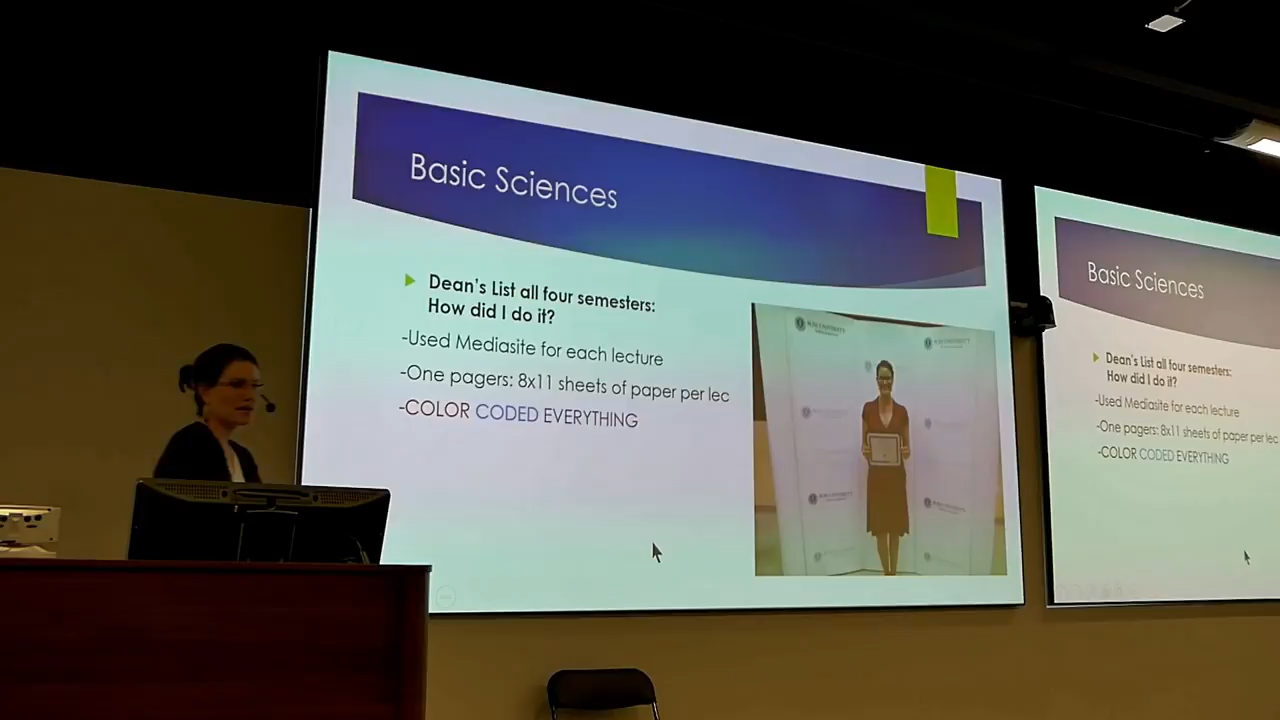 Basic Sciences
Dean's List all four semesters:
How did I do it?
-Used Mediasite for each lecture
-One pagers: 8x11 sheets of paper per lec
-COLOR CODED EVERYTHING
Basic Sciences
Dean's List all four semesters:
How did I do it?
-Used Mediasite for each lecture
-One pagers: 8x11 sheets of paper per lec
-COLOR CODED EVERYTHING